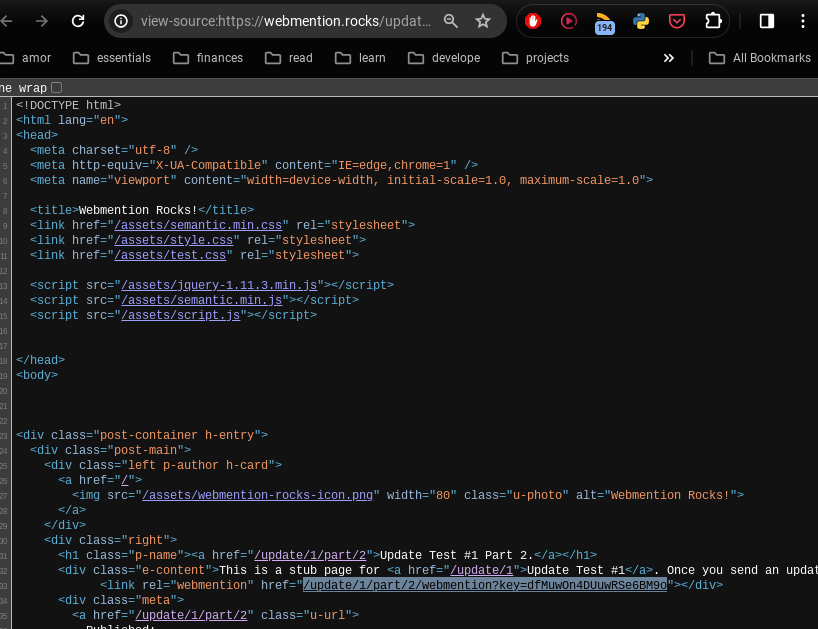 view-source:https://webmention.rocks/updat...
194
amor essentials finances read learn develope projects » All Bookmarks
ne wrap
1 <!DOCTYPE html>
2 <html lang="en">
3 <head>
4 <meta charset="utf-8" />
5 <meta http-equiv="X-UA-Compatible" content="IE=edge,chrome=1" />
6 <meta name="viewport" content="width=device-width, initial-scale=1.0, maximum-scale=1.0">
7
8 <title>Webmention Rocks!</title>
9 <link href="/assets/semantic.min.css" rel="stylesheet">
10 <link href="/assets/style.css" rel="stylesheet">
11 <link href="/assets/test.css" rel="stylesheet">
12
13 <script src="/assets/jquery-1.11.3.min.js"></script>
14 <script src="/assets/semantic.min.js"></script>
15 <script src="/assets/script.js"></script>
16
17
18 </head>
19 <body>
20
21
22
23 <div class="post-container h-entry">
24 <div class="post-main">
25 <div class="left p-author h-card">
26 <a href="/">
27 <img src="/assets/webmention-rocks-icon.png" width="80" class="u-photo" alt="Webmention Rocks!">
28 </a>
29 </div>
30 <div class="right">
31 <h1 class="p-name"><a href="/update/1/part/2">Update Test #1 Part 2.</a></h1>
32 <div class="e-content">This is a stub page for <a href="/update/1">Update Test #1</a>. Once you send an updat
33 <link rel="webmention" href="/update/1/part/2/webmention?key=dfMuwOn4DUuwRSe6BM9o"></div>
34 <div class="meta">
35 <a href="/update/1/part/2" class="u-url">
Published: